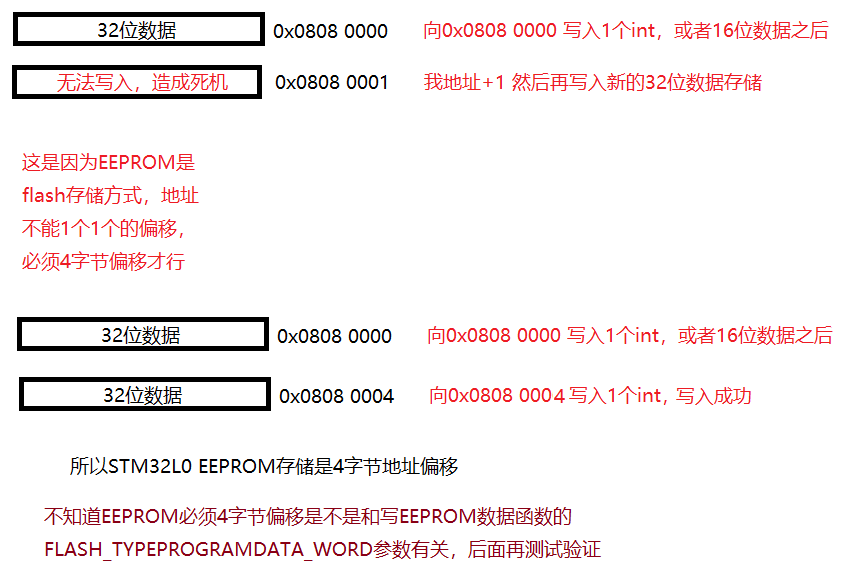 32位数据 0x0808 0000 向0x0808 0000 写入1个int，或者16位数据之后
无法写入，造成死机 0x0808 0001 我地址+1 然后再写入新的32位数据存储
这是因为EEPROM是
flash存储方式，地址
不能1个1个的偏移，
必须4字节偏移才行
32位数据 0x0808 0000 向0x0808 0000 写入1个int，或者16位数据之后
32位数据 0x0808 0004 向0x0808 0004 写入1个int，写入成功
所以STM32L0 EEPROM存储是4字节地址偏移
不知道EEPROM必须4字节偏移是不是和写EEPROM数据函数的
FLASH_TYPEPROGRAMDATA_WORD参数有关，后面再测试验证